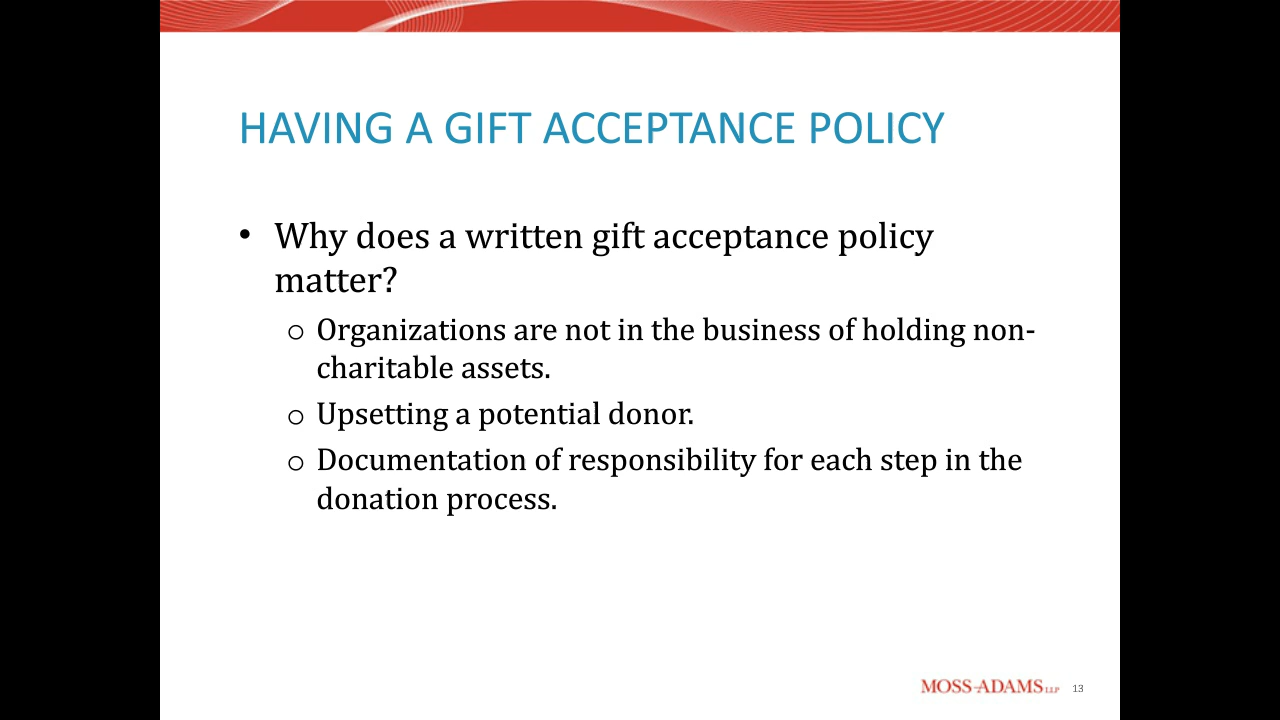 HAVING A GIFT ACCEPTANCE POLICY
• Why does a written gift acceptance policy
matter?
o Organizations are not in the business of holding non-
charitable assets.
o Upsetting a potential donor.
o Documentation of responsibility for each step in the
donation process.
MOSS-ADAMS LLP 13